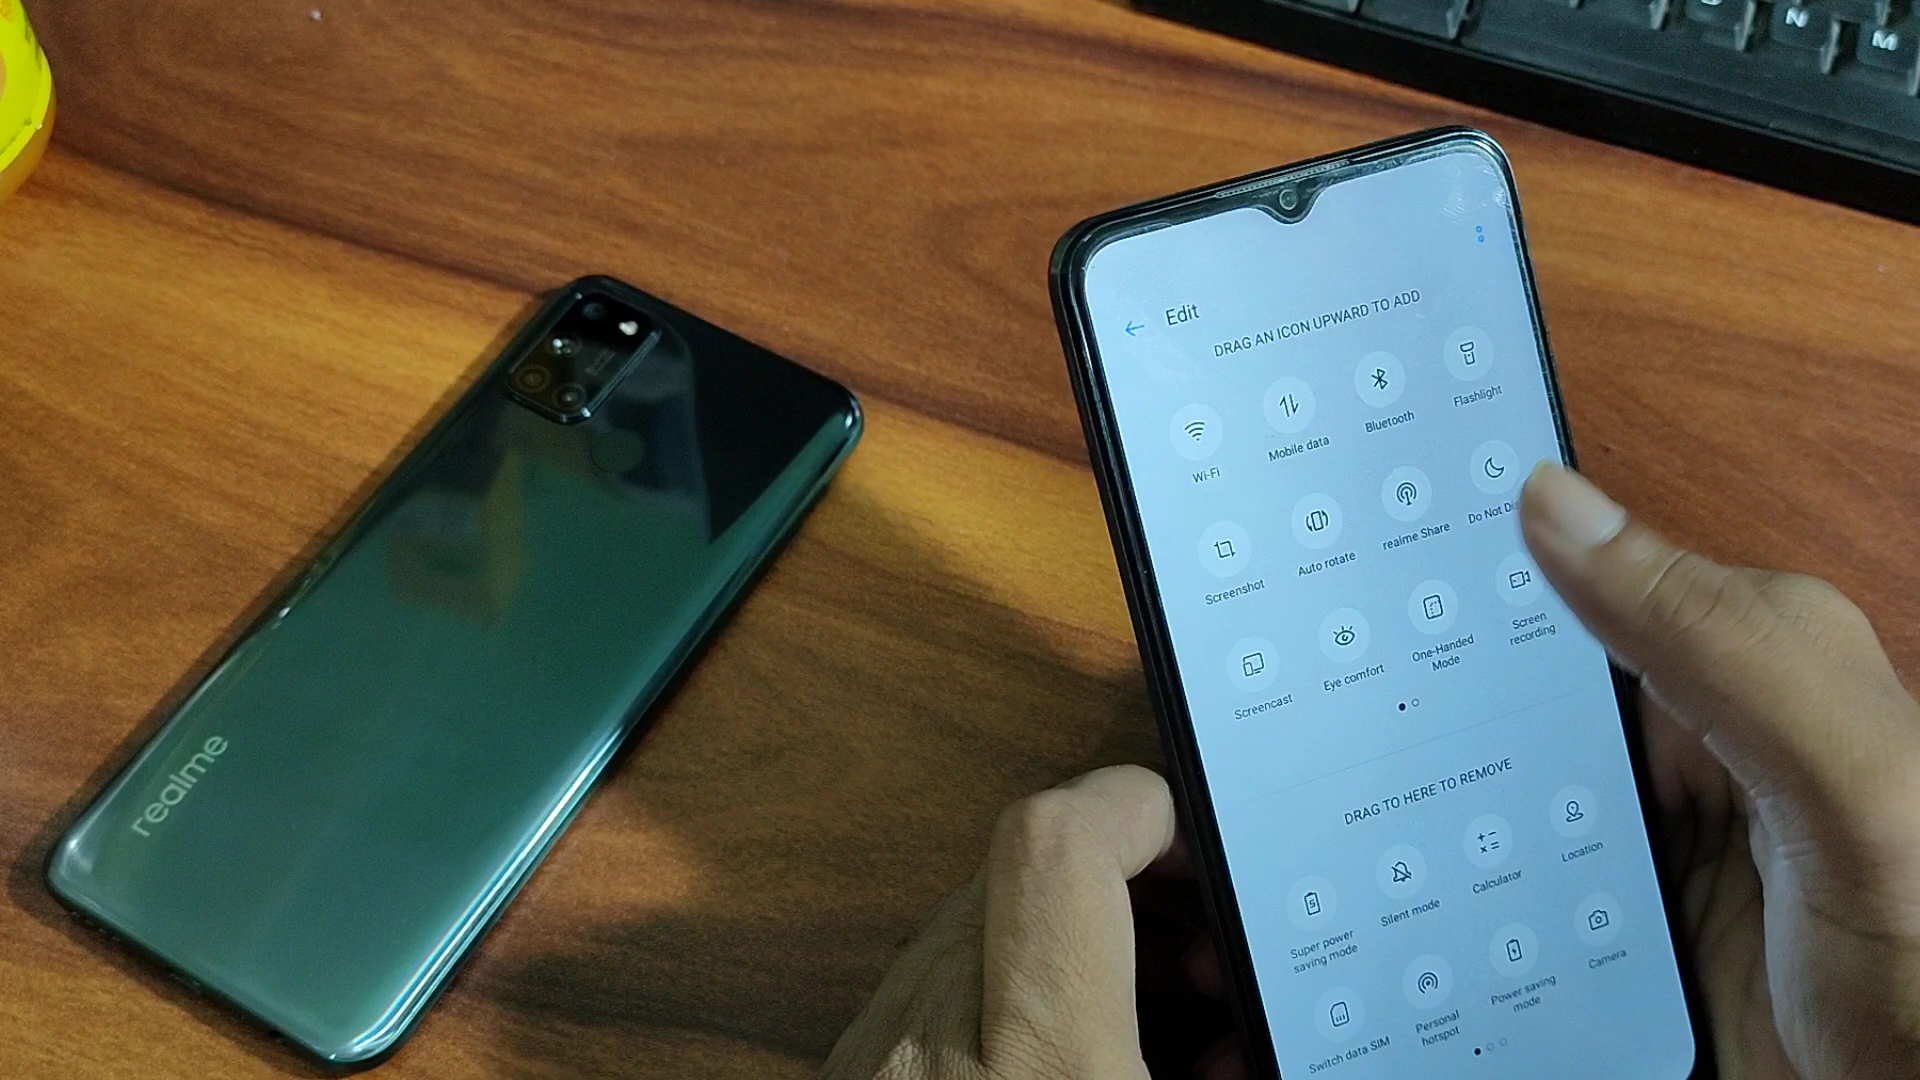 N
M
realme
Edit
DRAG AN ICON UPWARD TO ADD
Wi-Fi
Mobile data
Bluetooth
Flashlight
Screenshot
Auto rotate
realme Share
Do Not Di
Screencast
Eye comfort
One-Handed
Mode
Screen
recording
DRAG TO HERE TO REMOVE
Super power
saving mode
Silent mode
Calculator
Location
Switch data SIM
Personal
hotspot
Power saving
mode
Camera